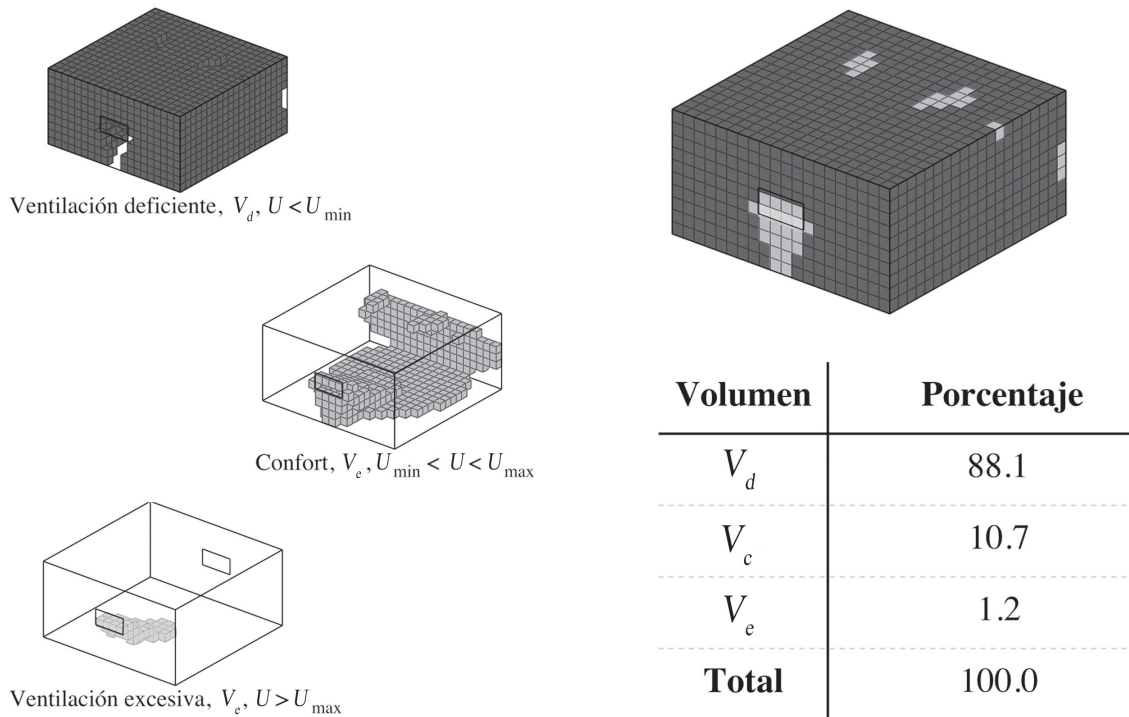 Ventilación deficiente, V_d, U < U_min
Confort, V_e, U_min < U < U_max
Ventilación excesiva, V_e, U > U_max
Volumen Porcentaje
V_d 88.1
V_c 10.7
V_e 1.2
Total 100.0